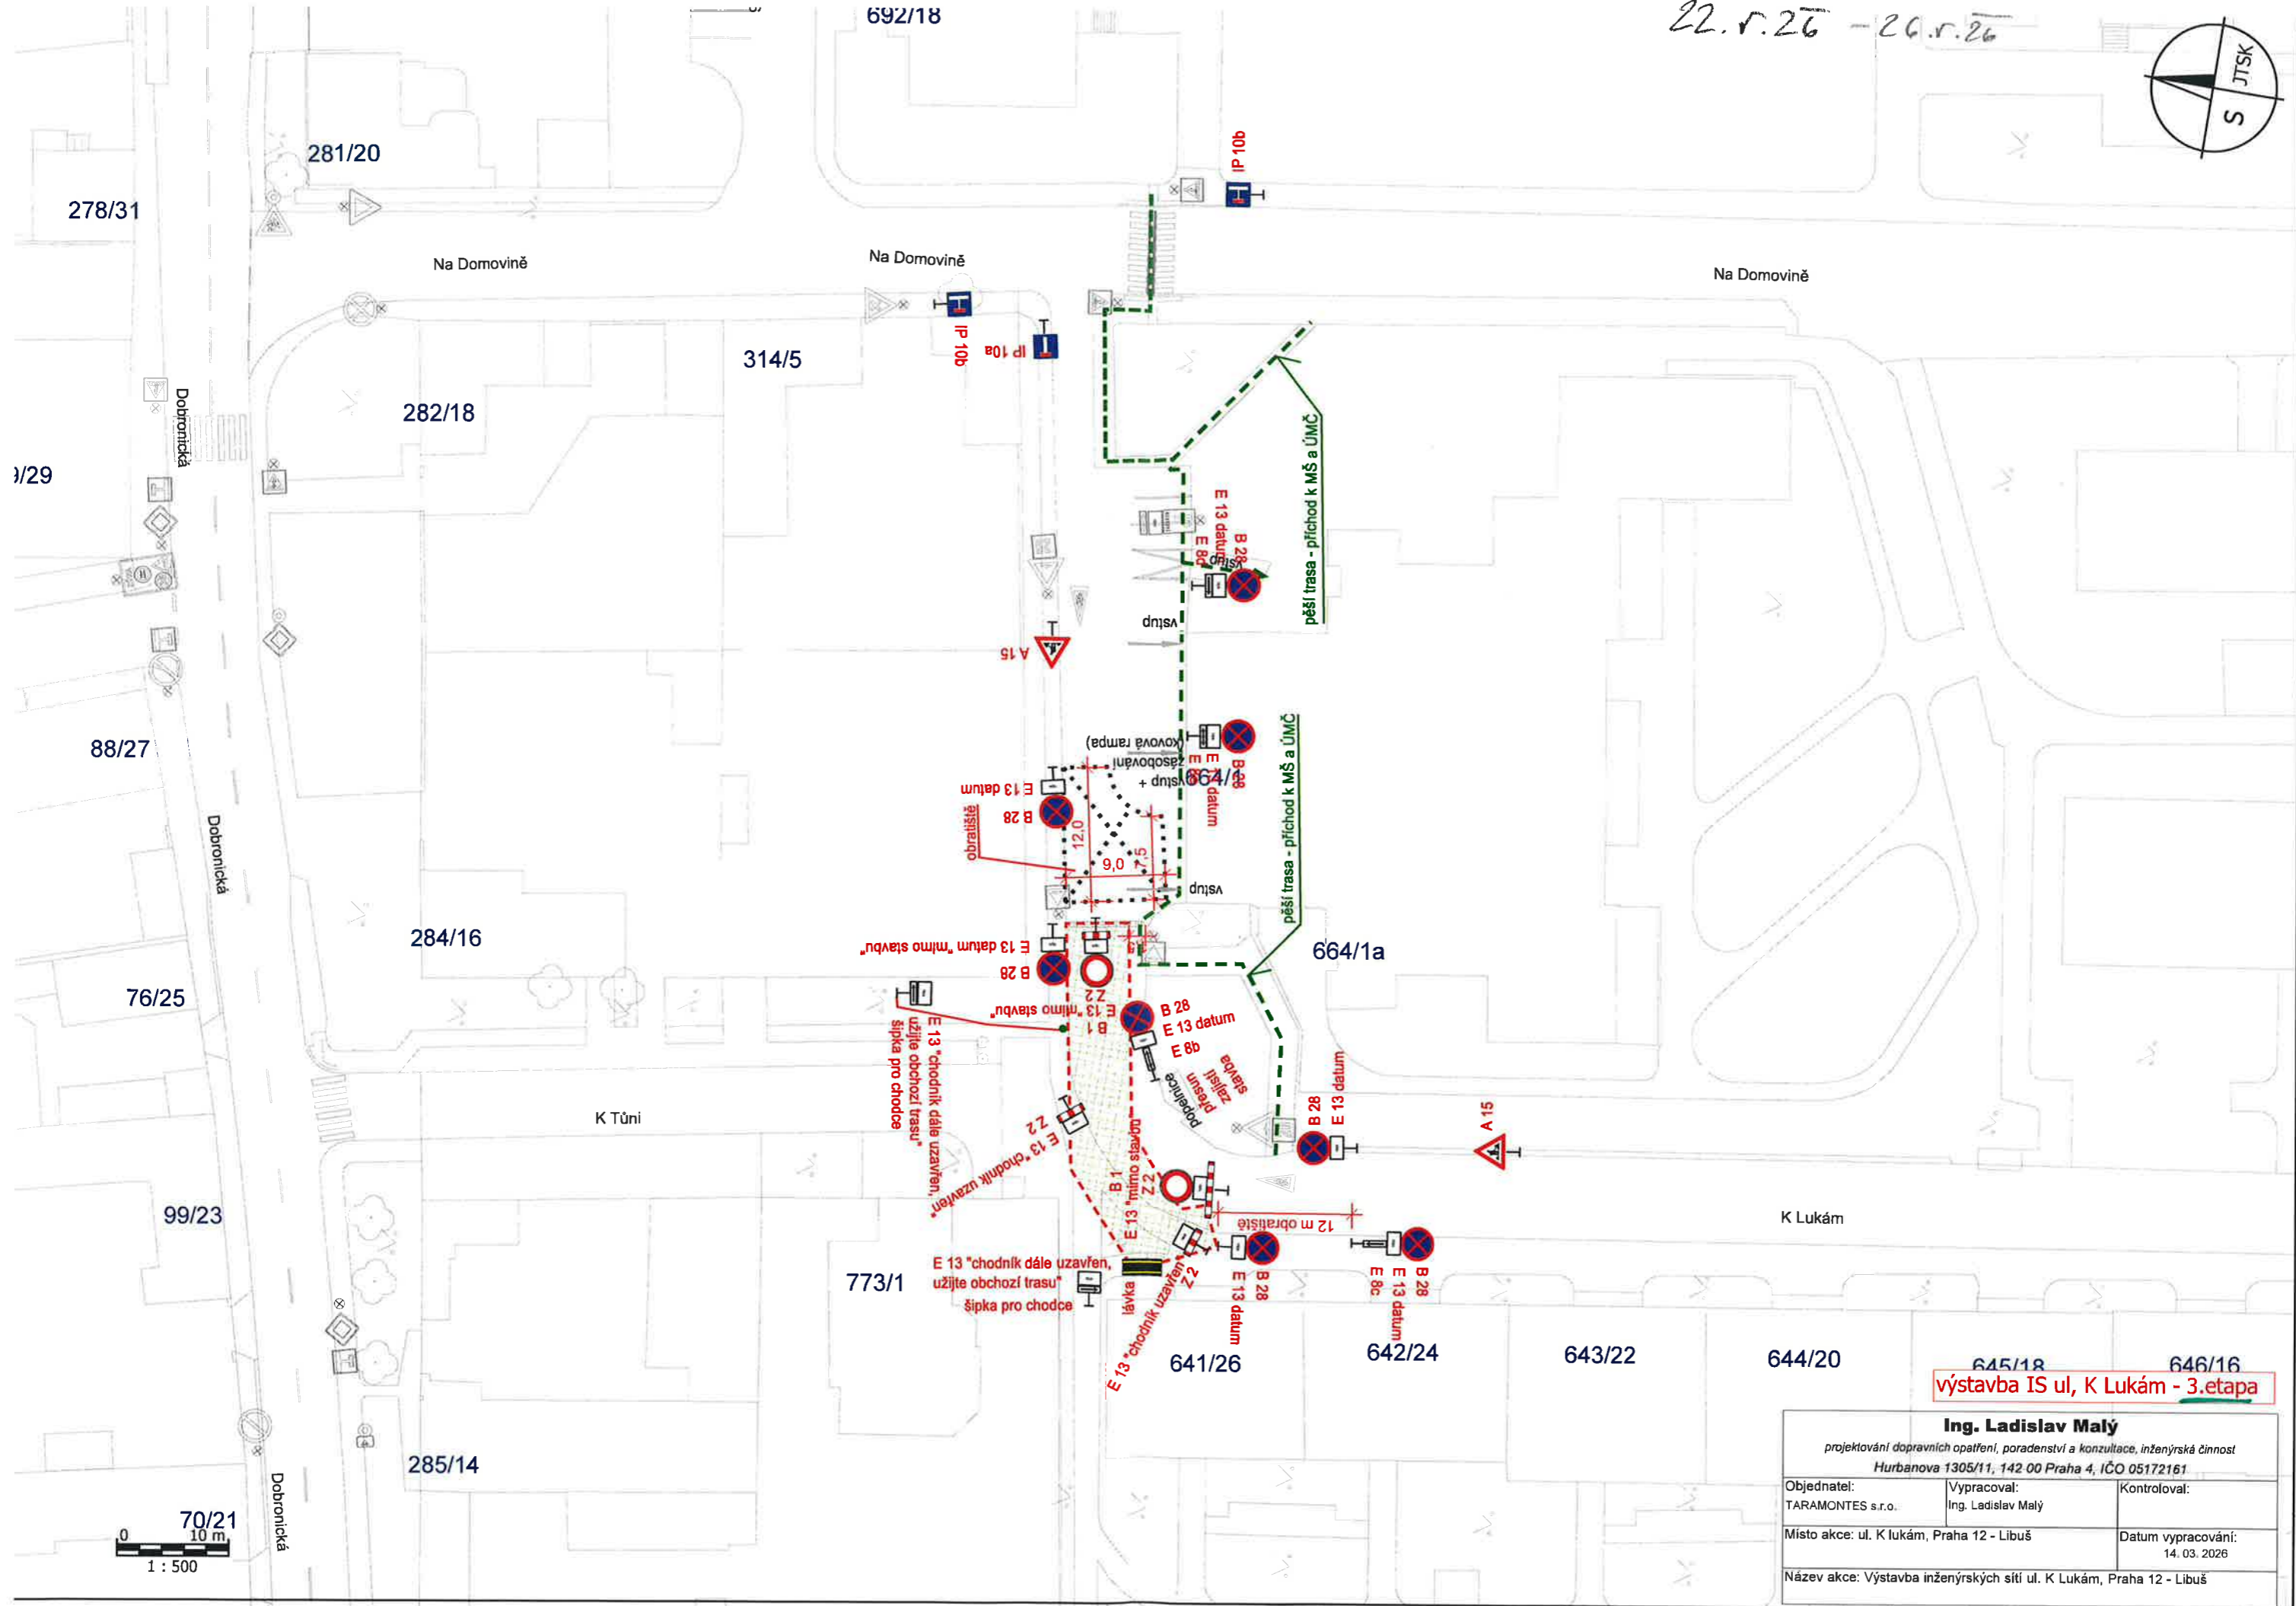 692/18
22.5.26 - 26.5.26
JTSK
S
281/20
IP 10b
278/31
Na Domovině
Na Domovině
Na Domovině
IP 10b
IP 10a
314/5
282/18
Dobronická
9/29
pěší trasa - příchod k MŠ a ÚMČ
E 13 datum
E 8c
B 28
vstup
vstup
A 15
88/27
(kovová rampa)
zásobování
vstup +
664/1
E 13 datum
B 28
pěší trasa - příchod k MŠ a ÚMČ
E 13 datum
B 28
obratiště
12,0
9,0
7,5
vstup
Dobronická
284/16
E 13 datum "mimo stavbu"
B 28
664/1a
76/25
Z 2
E 13 "mimo stavbu"
B 1
B 28
E 13 datum
E 8b
E 13 "chodník dále uzavřen,
užijte obchozí trasu"
šipka pro chodce
popelnice
přesun
zajistí
stavba
K Tůni
Z 2
E 13 "chodník uzavřen"
B 1
E 13 "mimo stavbu"
Z 2
B 28
E 13 datum
A 15
99/23
12 m obratiště
K Lukám
773/1
E 13 "chodník dále uzavřen,
užijte obchozí trasu"
šipka pro chodce
lávka
Z 2
E 13 "chodník uzavřen
E 13 datum
B 28
E 8c
E 13 datum
B 28
641/26
642/24
643/22
644/20
645/18
646/16
výstavba IS ul, K Lukám - 3.etapa
285/14
70/21
Dobronická
0 10 m
1 : 500
Ing. Ladislav Malý
projektování dopravních opatření, poradenství a konzultace, inženýrská činnost
Hurbanova 1305/11, 142 00 Praha 4, IČO 05172161
Objednatel:
TARAMONTES s.r.o.
Vypracoval:
Ing. Ladislav Malý
Kontroloval:
Místo akce: ul. K lukám, Praha 12 - Libuš
Datum vypracování:
14. 03. 2026
Název akce: Výstavba inženýrských sítí ul. K Lukám, Praha 12 - Libuš